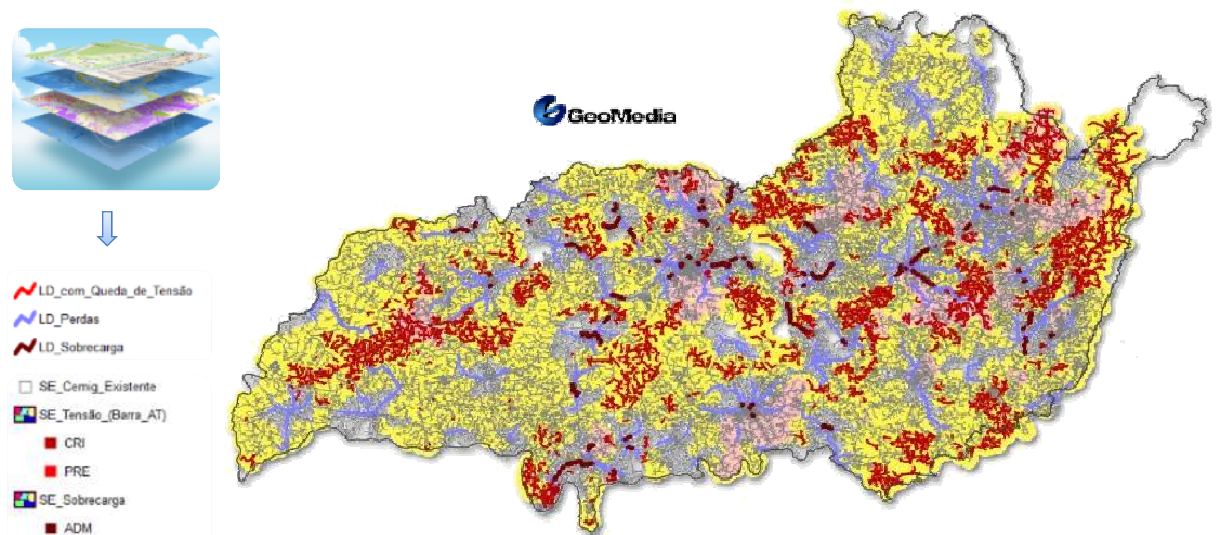 GeoMedia
LD_com_Queda_de_Tensão
LD_Perdas
LD_Sobrecarga
SE_Cemig_Existente
SE_Tensão_(Barra_AT)
CRI
PRE
SE_Sobrecarga
ADM